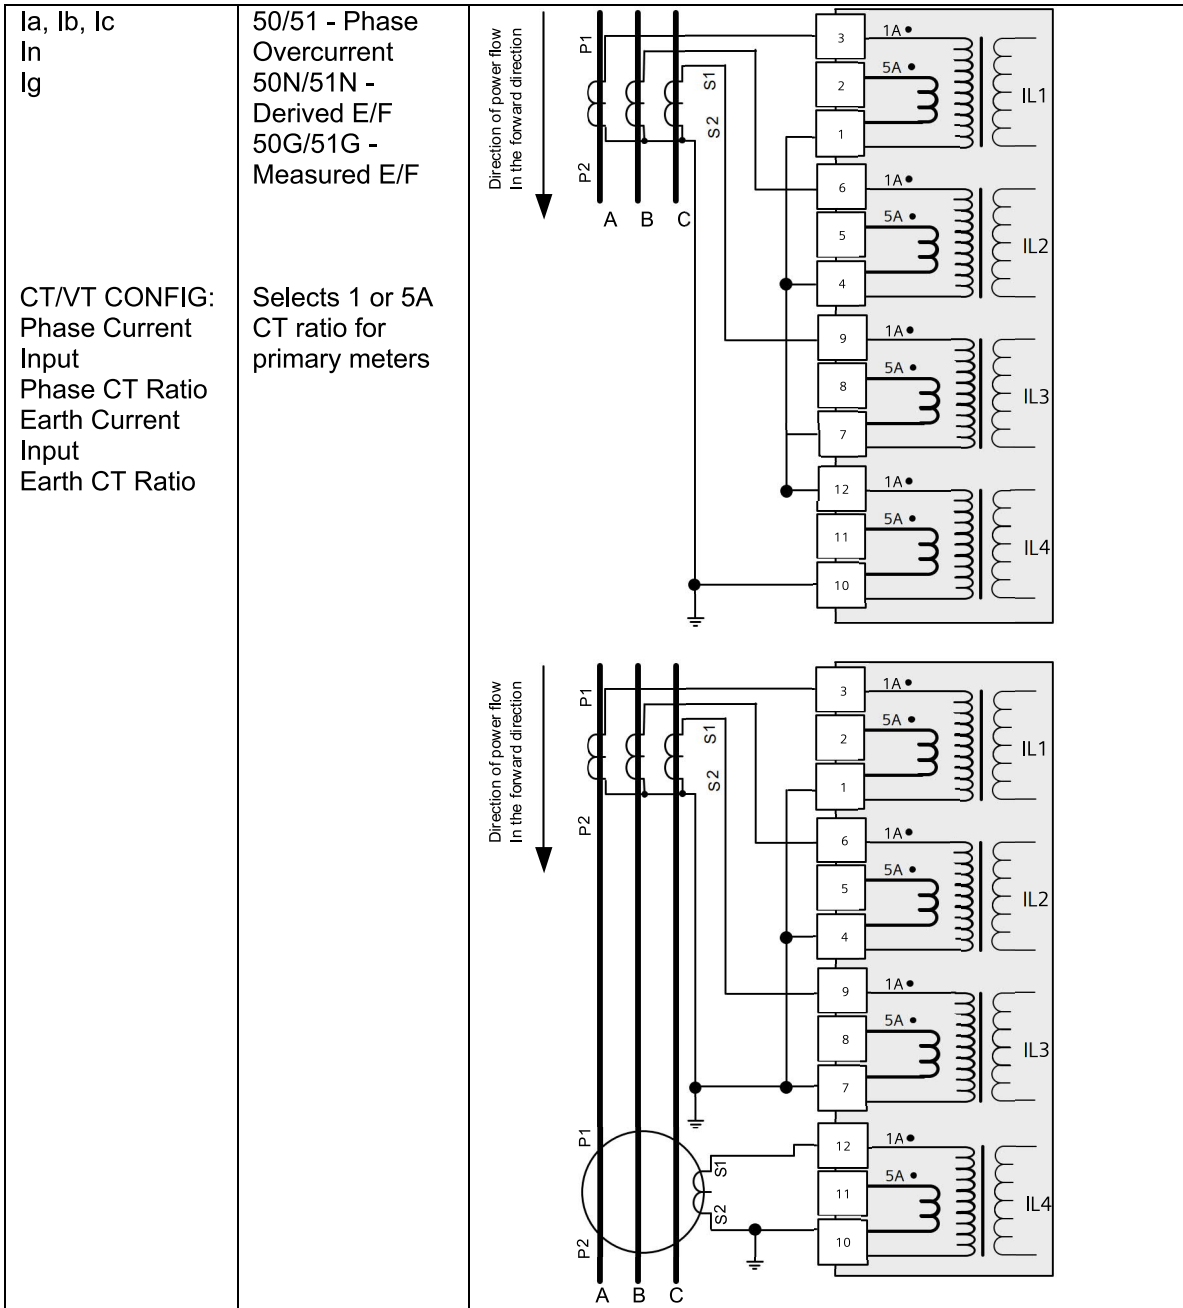 Ia, Ib, Ic
In
Ig
CT/VT CONFIG:
Phase Current
Input
Phase CT Ratio
Earth Current
Input
Earth CT Ratio
50/51 - Phase
Overcurrent
50N/51N -
Derived E/F
50G/51G -
Measured E/F
Selects 1 or 5A
CT ratio for
primary meters
Direction of power flow
In the forward direction
P1
P2
S1
S2
A B C
3
1A
2
5A
1
IL1
6
1A
5
5A
4
IL2
9
1A
8
5A
7
IL3
12
1A
11
5A
10
IL4
Direction of power flow
In the forward direction
P1
P2
S1
S2
3
1A
2
5A
1
IL1
6
1A
5
5A
4
IL2
9
1A
8
5A
7
IL3
P1
P2
S1
S2
12
1A
11
5A
10
IL4
A B C